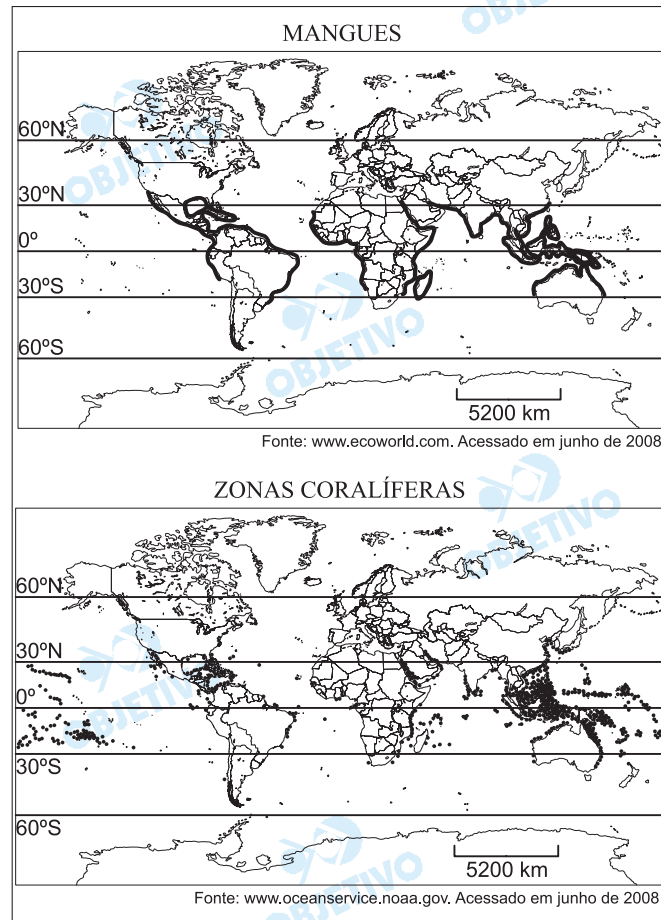 MANGUES
60ºN
30ºN
0º
30ºS
60ºS
5200 km
Fonte: www.ecoworld.com. Acessado em junho de 2008
ZONAS CORALÍFERAS
60ºN
30ºN
0º
30ºS
60ºS
5200 km
Fonte: www.oceanservice.noaa.gov. Acessado em junho de 2008
OBJETIVO
OBJETIVO
OBJETIVO
OBJETIVO
OBJETIVO